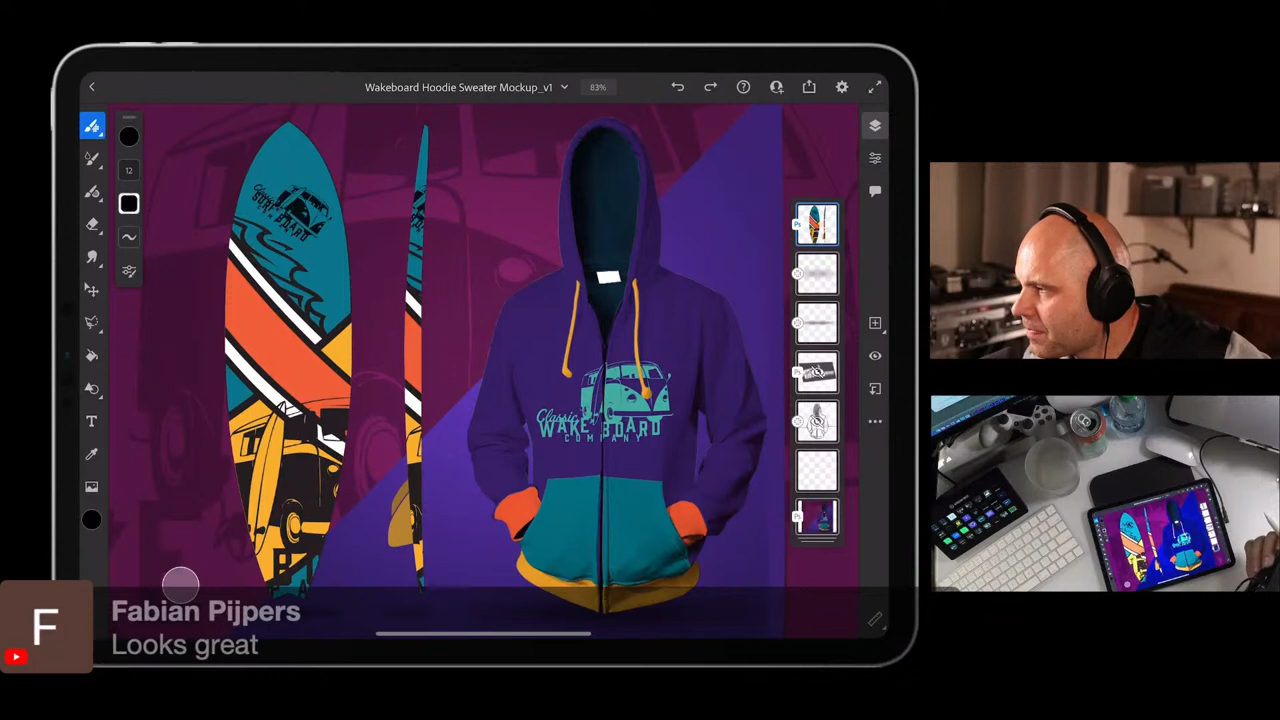 Wakeboard Hoodie Sweater Mockup_v1
83%
12
Classic
SURF BOARD
Classic
WAKE BOARD
COMPANY
F
Fabian Pijpers
Looks great